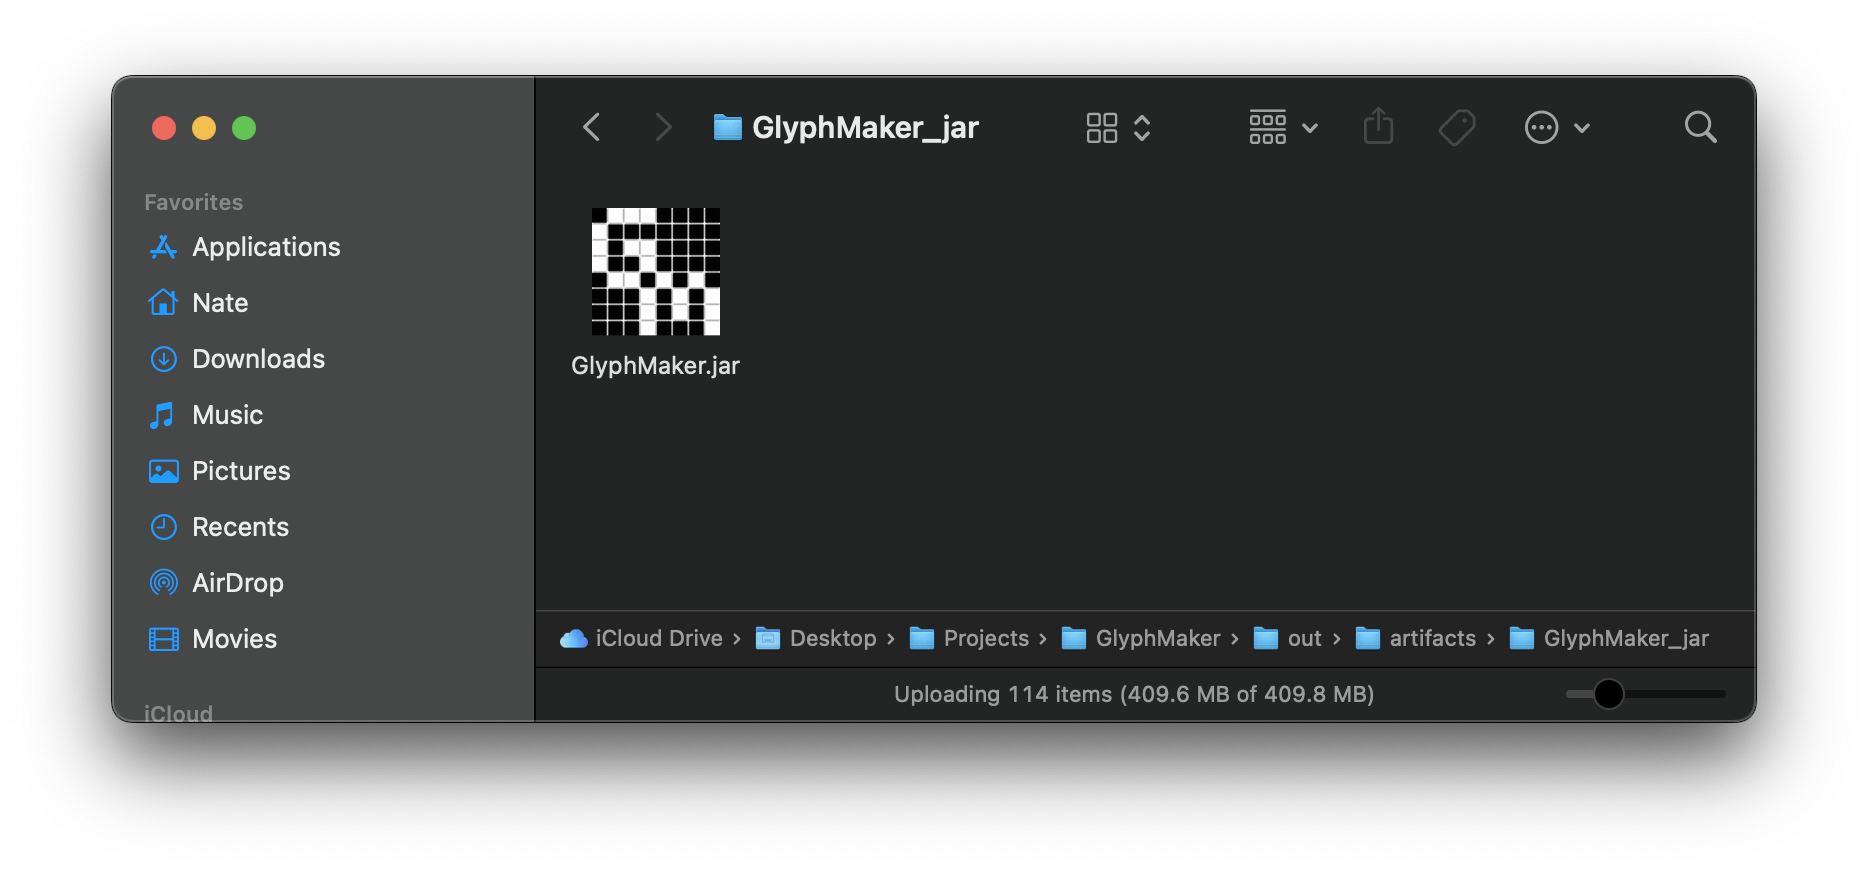 GlyphMaker_jar
Favorites
Applications
Nate
Downloads
Music
Pictures
Recents
AirDrop
Movies
iCloud
GlyphMaker.jar
iCloud Drive › Desktop › Projects › GlyphMaker › out › artifacts › GlyphMaker_jar
Uploading 114 items (409.6 MB of 409.8 MB)